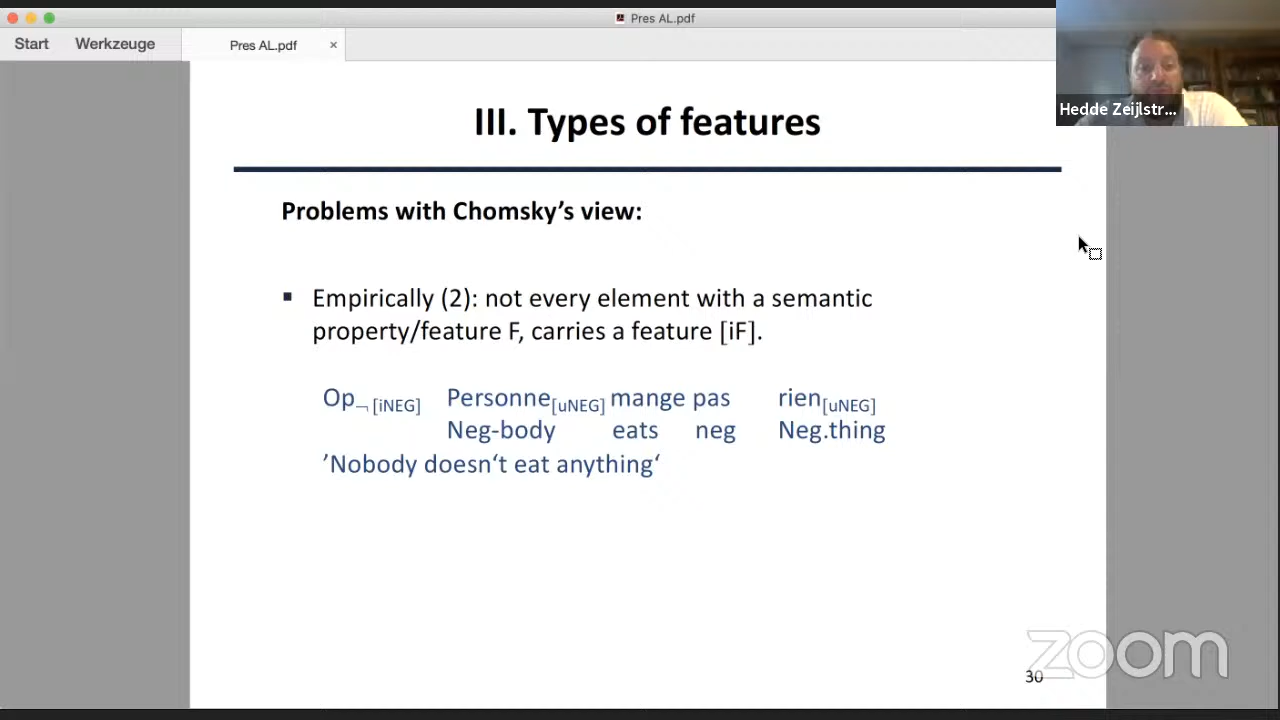 Pres AL.pdf
Start Werkzeuge Pres AL.pdf ×
Hedde Zeijlstr...
III. Types of features
Problems with Chomsky’s view:
▪ Empirically (2): not every element with a semantic
property/feature F, carries a feature [iF].
Op¬ [iNEG] Personne[uNEG] mange pas rien[uNEG]
Neg-body eats neg Neg.thing
’Nobody doesn‘t eat anything‘
zoom
30